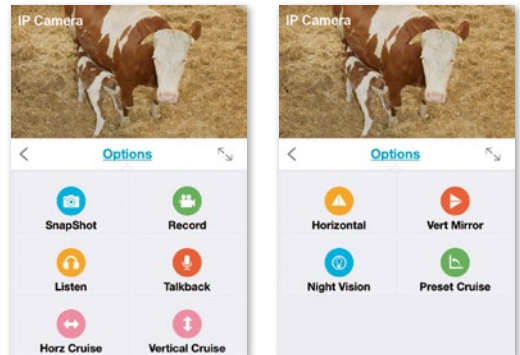 IP Camera
Options
SnapShot
Record
Listen
Talkback
Horz Cruise
Vertical Cruise
IP Camera
Options
Horizontal
Vert Mirror
Night Vision
Preset Cruise